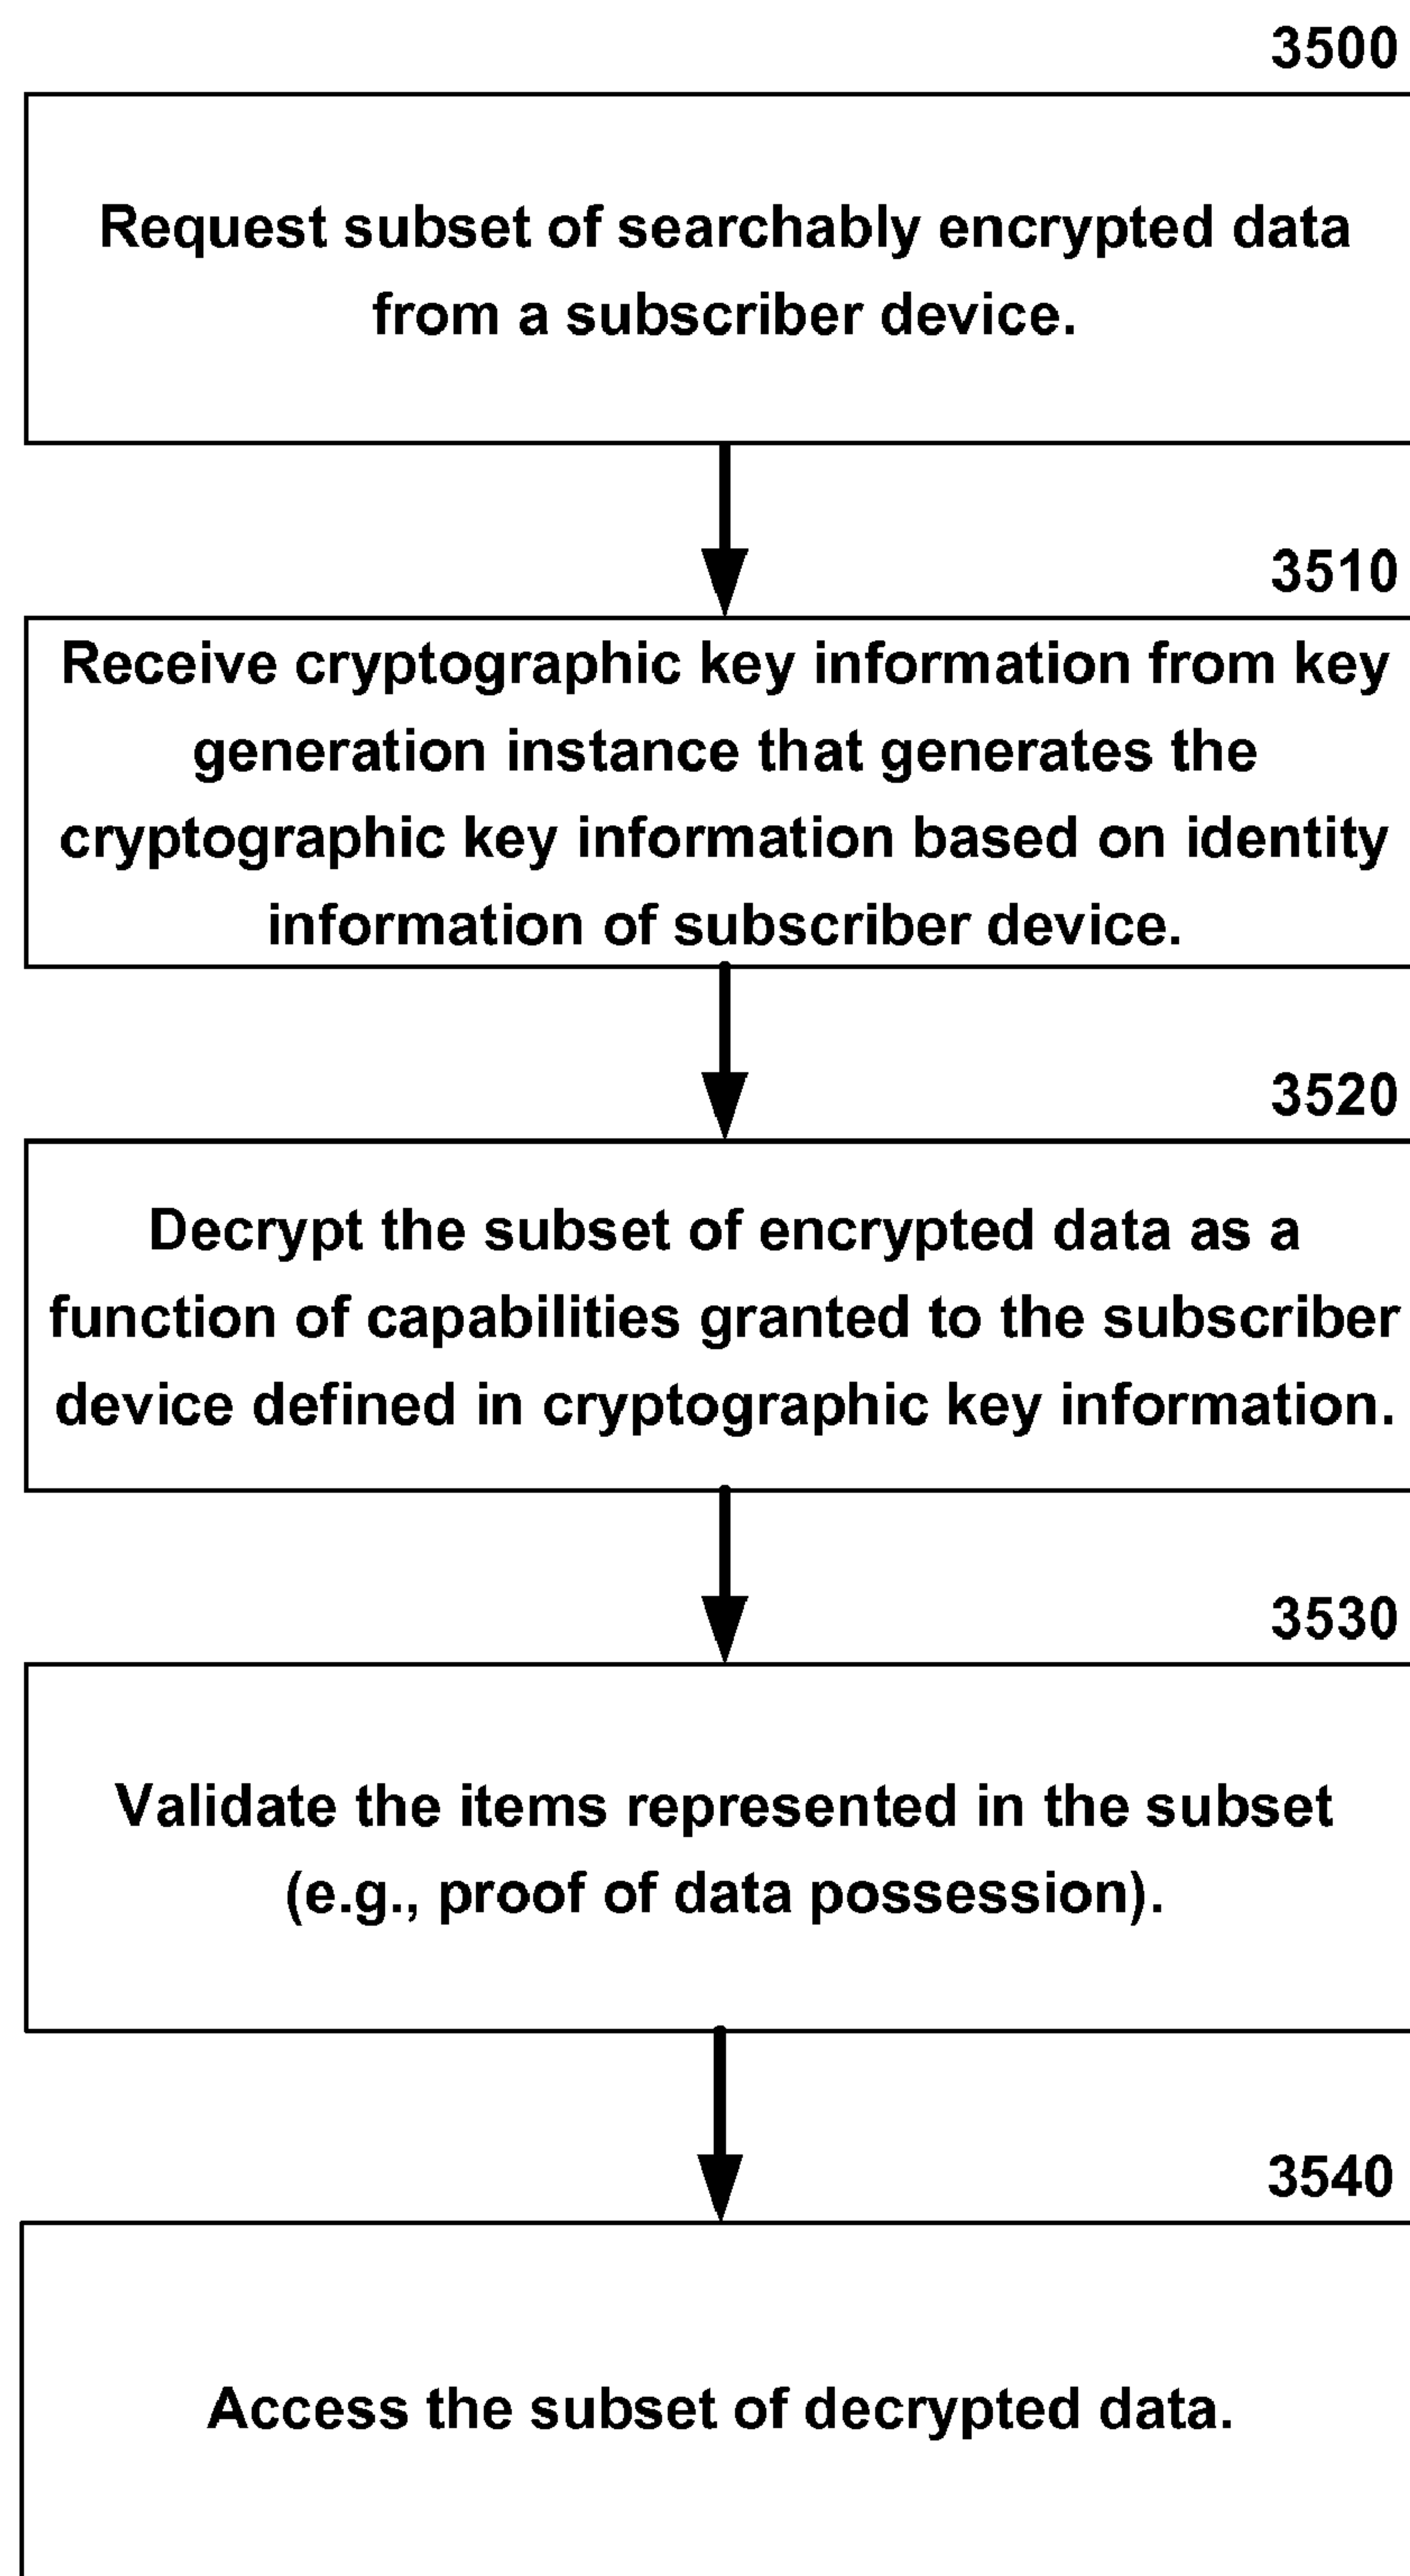 3500
Request subset of searchably encrypted data
from a subscriber device.
3510
Receive cryptographic key information from key
generation instance that generates the
cryptographic key information based on identity
information of subscriber device.
3520
Decrypt the subset of encrypted data as a
function of capabilities granted to the subscriber
device defined in cryptographic key information.
3530
Validate the items represented in the subset
(e.g., proof of data possession).
3540
Access the subset of decrypted data.